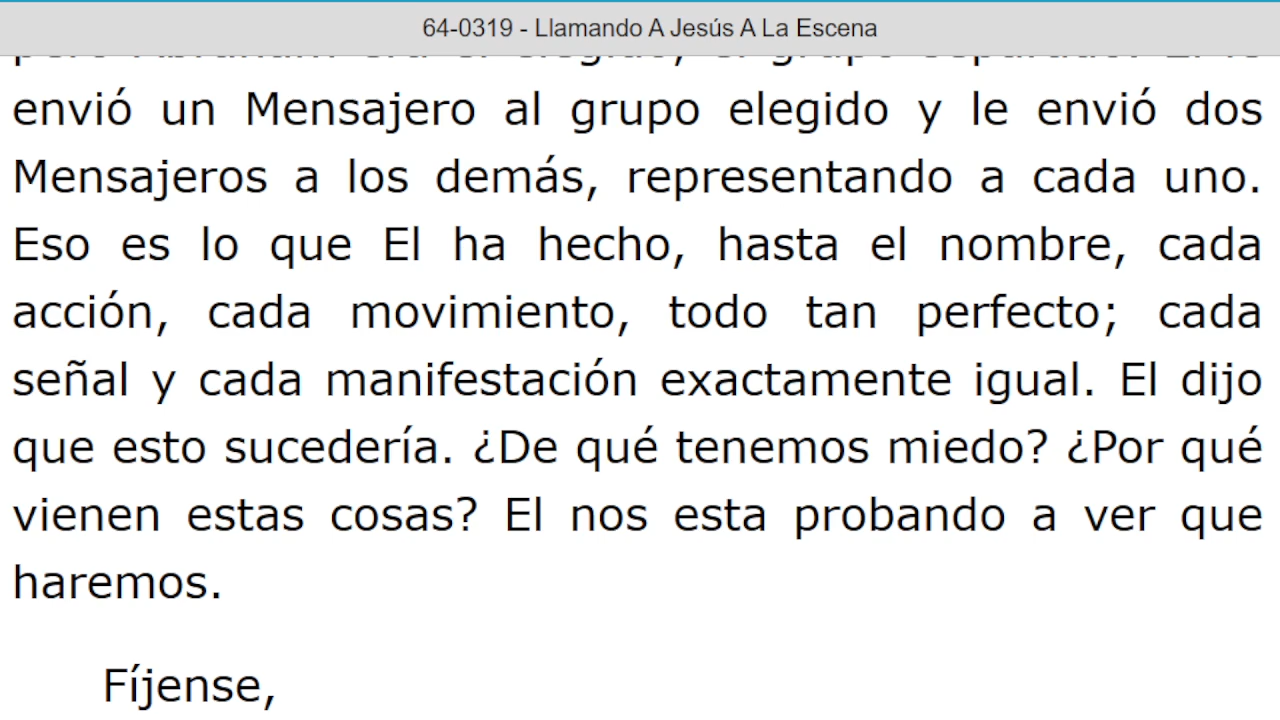 64-0319 - Llamando A Jesús A La Escena
envió un Mensajero al grupo elegido y le envió dos
Mensajeros a los demás, representando a cada uno.
Eso es lo que El ha hecho, hasta el nombre, cada
acción, cada movimiento, todo tan perfecto; cada
señal y cada manifestación exactamente igual. El dijo
que esto sucedería. ¿De qué tenemos miedo? ¿Por qué
vienen estas cosas? El nos esta probando a ver que
haremos.
Fíjense,